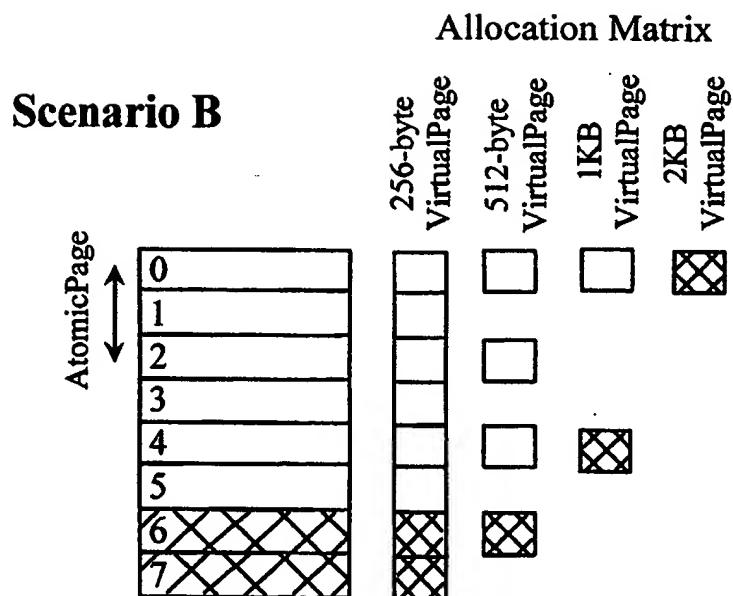 Allocation Matrix
Scenario B
256-byte
VirtualPage
512-byte
VirtualPage
1KB
VirtualPage
2KB
VirtualPage
AtomicPage
0
1
2
3
4
5
6
7